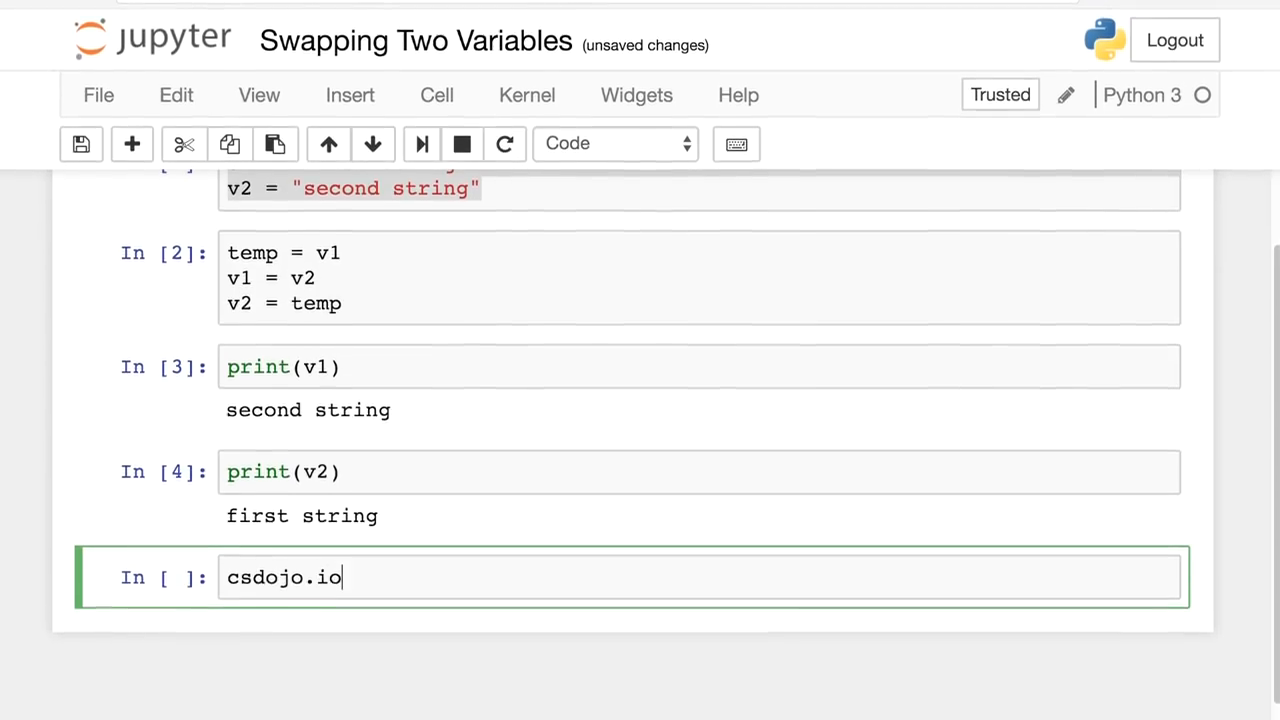 jupyter Swapping Two Variables (unsaved changes) Logout
File Edit View Insert Cell Kernel Widgets Help Trusted Python 3
Code
v2 = "second string"
In [2]: temp = v1
v1 = v2
v2 = temp
In [3]: print(v1)
second string
In [4]: print(v2)
first string
In [ ]: csdojo.io